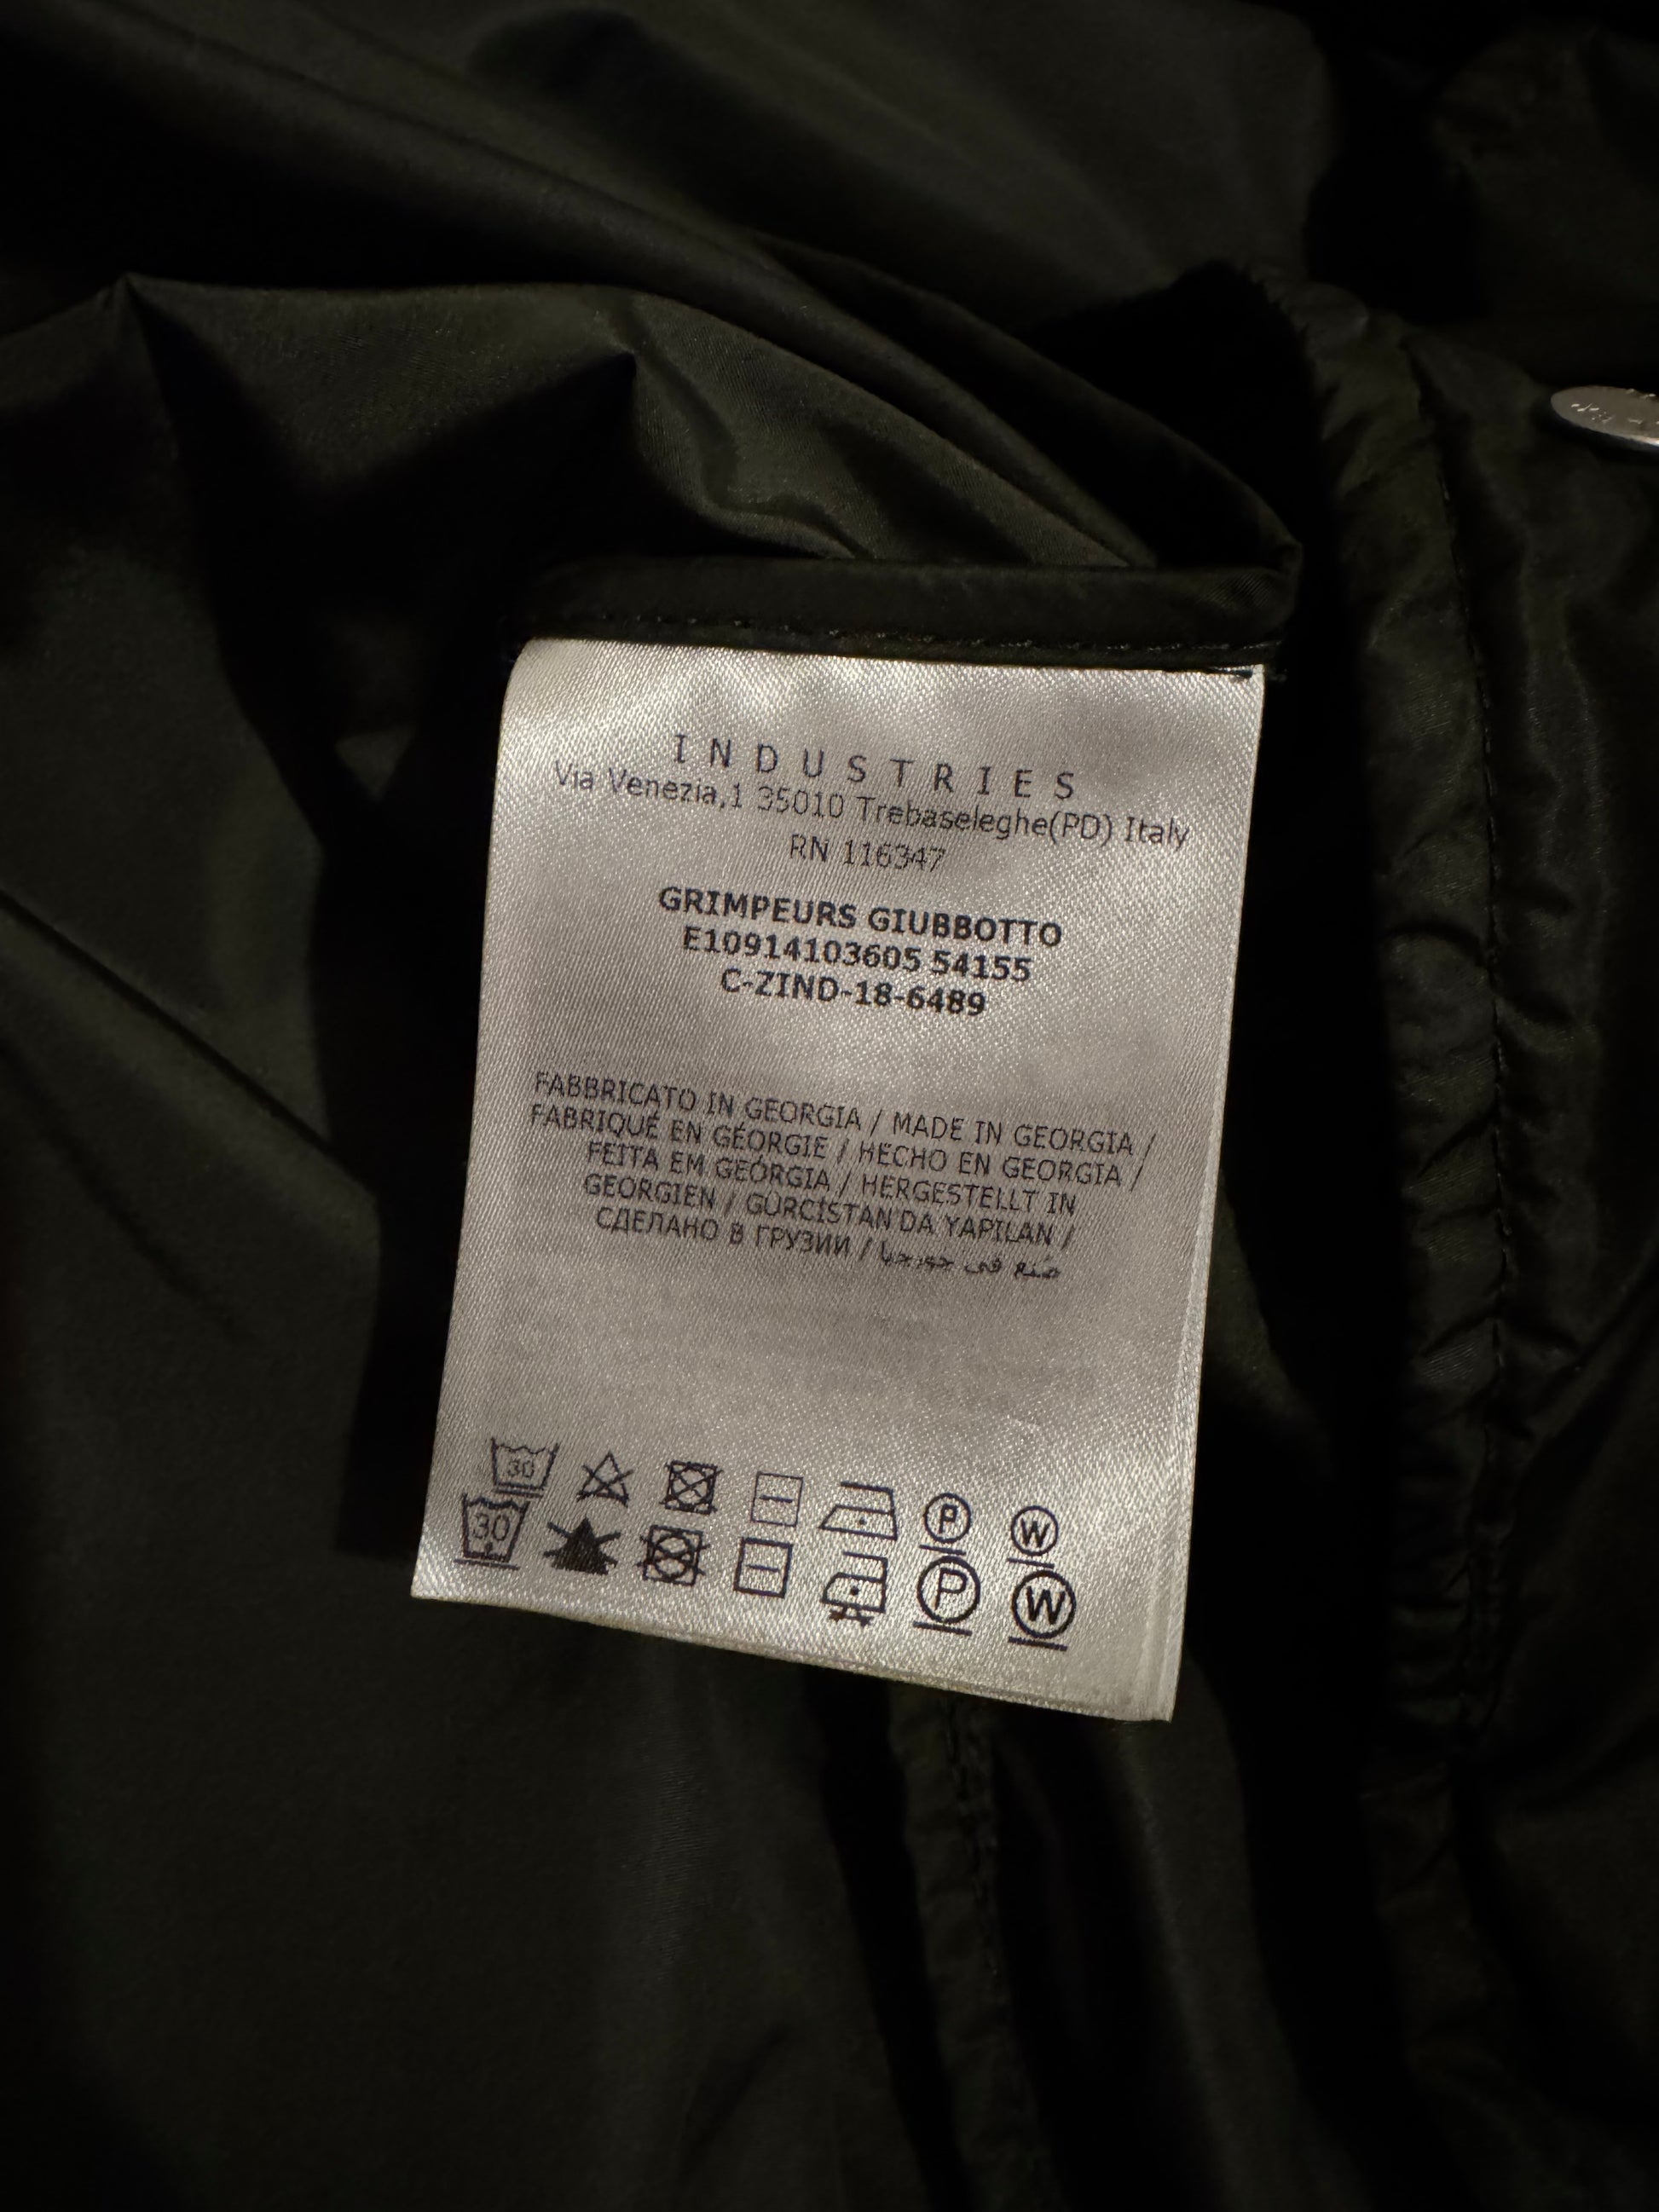 INDUSTRIES
Via Venezia,1 35010 Trebaseleghe(PD) Italy
RN 116347
GRIMPEURS GIUBBOTTO
E10914103605 54155
C-ZIND-18-6489
FABBRICATO IN GEORGIA / MADE IN GEORGIA /
FABRIQUÉ EN GÉORGIE / HECHO EN GEORGIA /
FEITA EM GEÓRGIA / HERGESTELLT IN
GEORGIEN / GÜRCİSTAN'DA YAPILAN /
СДЕЛАНО В ГРУЗИИ / صنع في جورجيا
30 P W
30 P W